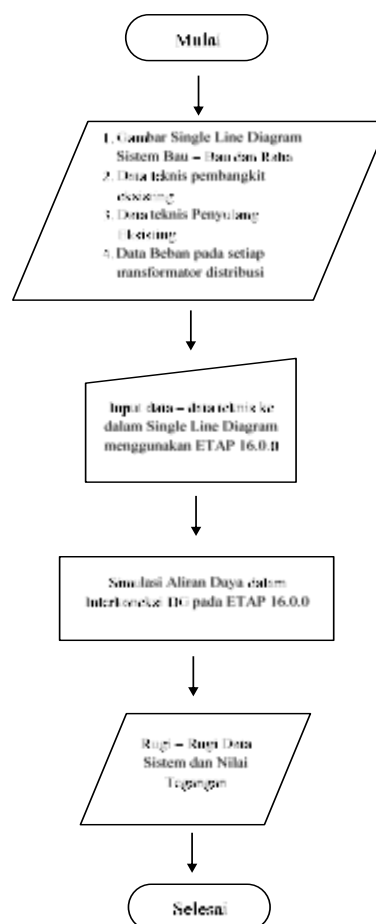 Mulai
1. Gambar Single Line Diagram
Sistem Bau – Bau dan Raha
2. Data teknis pembangkit
eksisting
3. Data teknis Penyulang
Eksisting
4. Data Beban pada setiap
transformator distribusi
Input data – data teknis ke
dalam Single Line Diagram
menggunakan ETAP 16.0.0
Simulasi Aliran Daya dalam
Interkoneksi DG pada ETAP 16.0.0
Rugi – Rugi Data
Sistem dan Nilai
Tegangan
Selesai